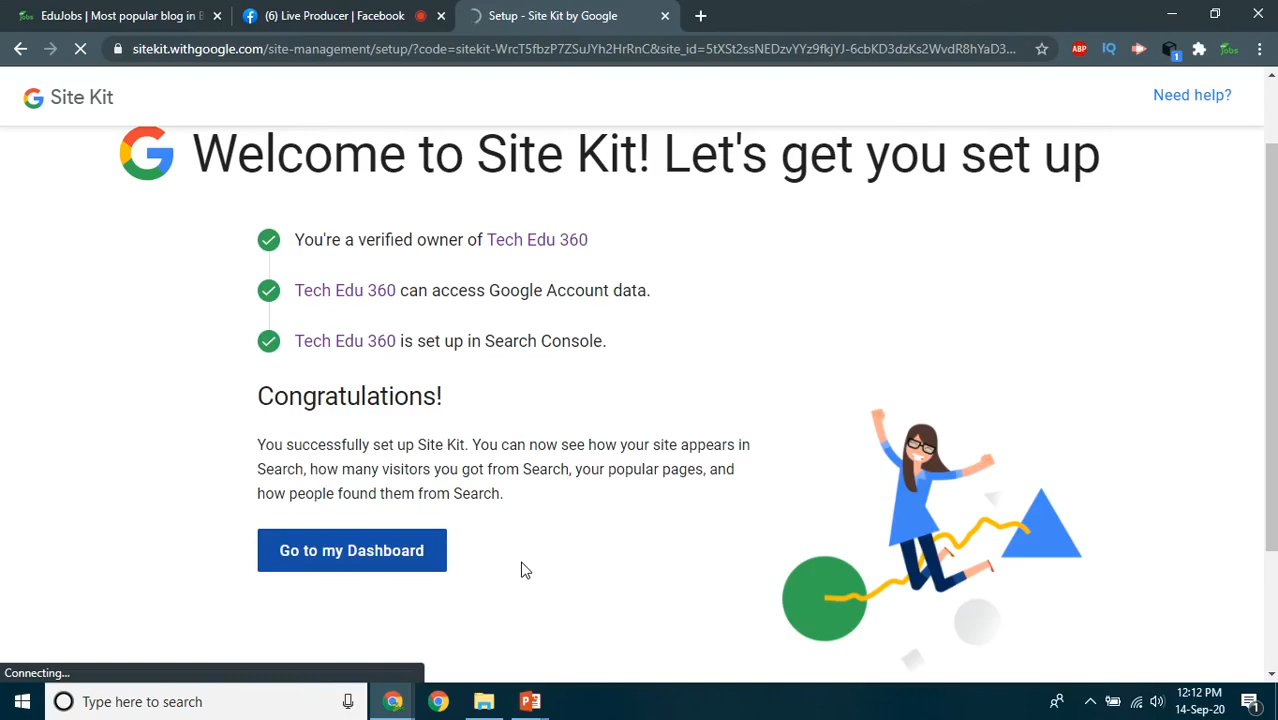 EduJobs | Most popular blog in B
(6) Live Producer | Facebook
Setup - Site Kit by Google
sitekit.withgoogle.com/site-management/setup/?code=sitekit-WrcT5fbzP7ZSuJYh2HrRnC&site_id=5tXSt2ssNEDzvYYz9fkjYJ-6cbKD3dzKs2WvdR8hYaD3...
ABP
IQ
1
Jobs
G Site Kit
Need help?
G Welcome to Site Kit! Let's get you set up
You're a verified owner of Tech Edu 360
Tech Edu 360 can access Google Account data.
Tech Edu 360 is set up in Search Console.
Congratulations!
You successfully set up Site Kit. You can now see how your site appears in
Search, how many visitors you got from Search, your popular pages, and
how people found them from Search.
Go to my Dashboard
Connecting...
Type here to search
12:12 PM
14-Sep-20
1